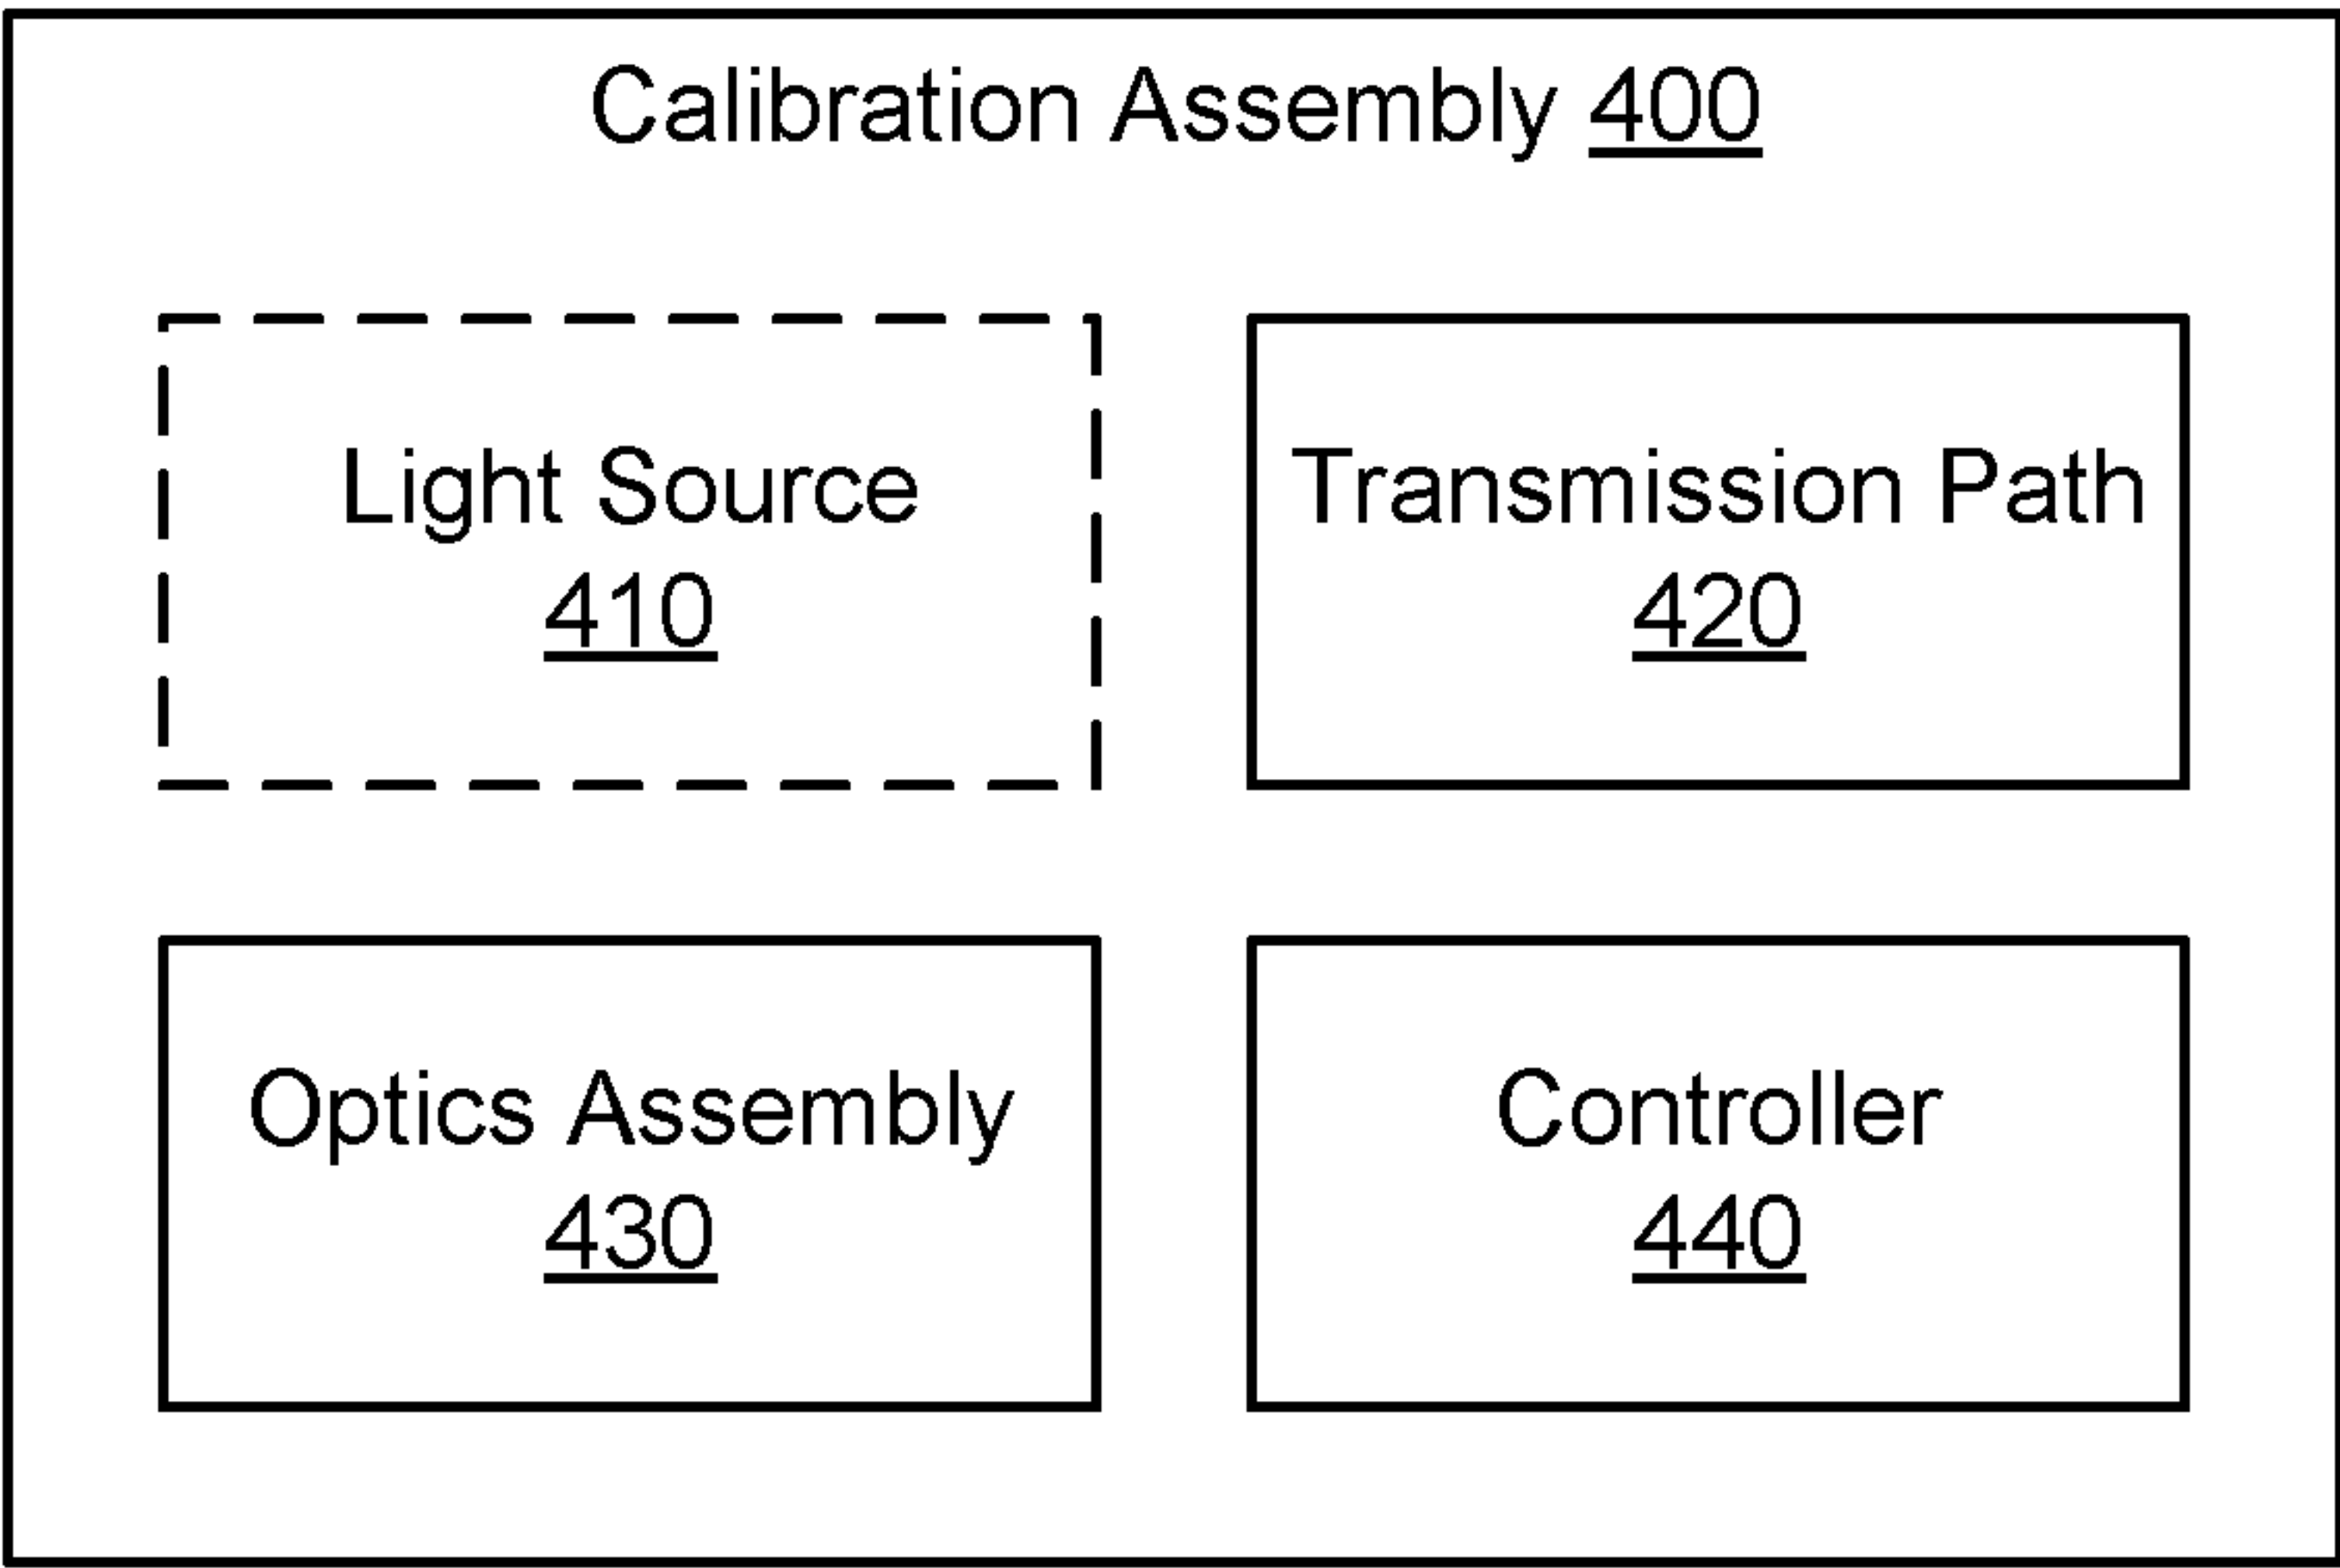 Calibration Assembly 400
Light Source
410
Transmission Path
420
Optics Assembly
430
Controller
440